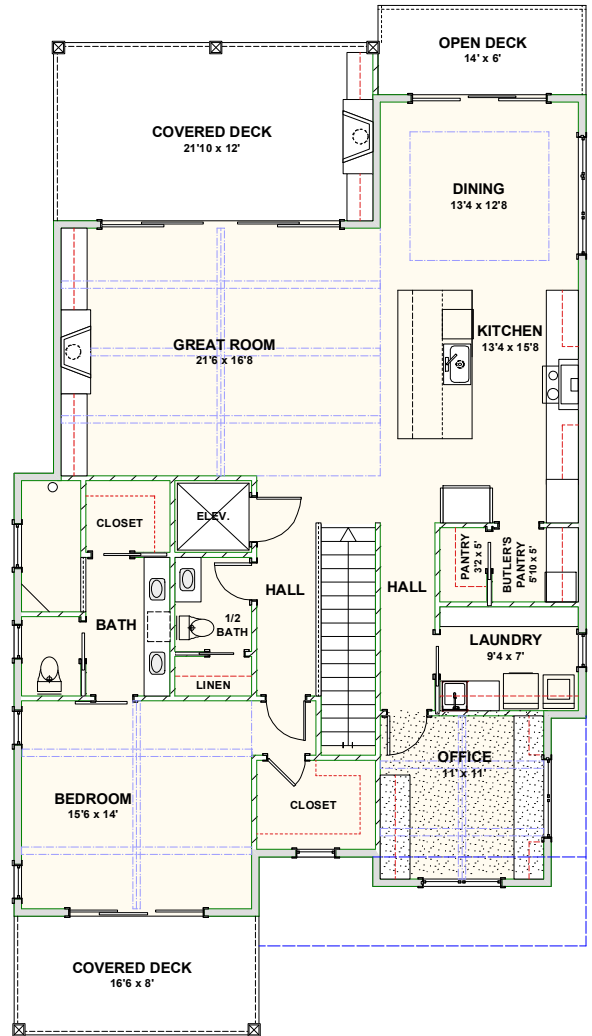 OPEN DECK
14' x 6'
COVERED DECK
21'10 x 12'
DINING
13'4 x 12'8
GREAT ROOM
21'6 x 16'8
KITCHEN
13'4 x 15'8
CLOSET
ELEV.
PANTRY
3'2 x 5'
BUTLER'S
PANTRY
5'10 x 5'
HALL
HALL
BATH
1/2
BATH
LAUNDRY
9'4 x 7'
LINEN
OFFICE
11' x 11'
BEDROOM
15'6 x 14'
CLOSET
COVERED DECK
16'6 x 8'